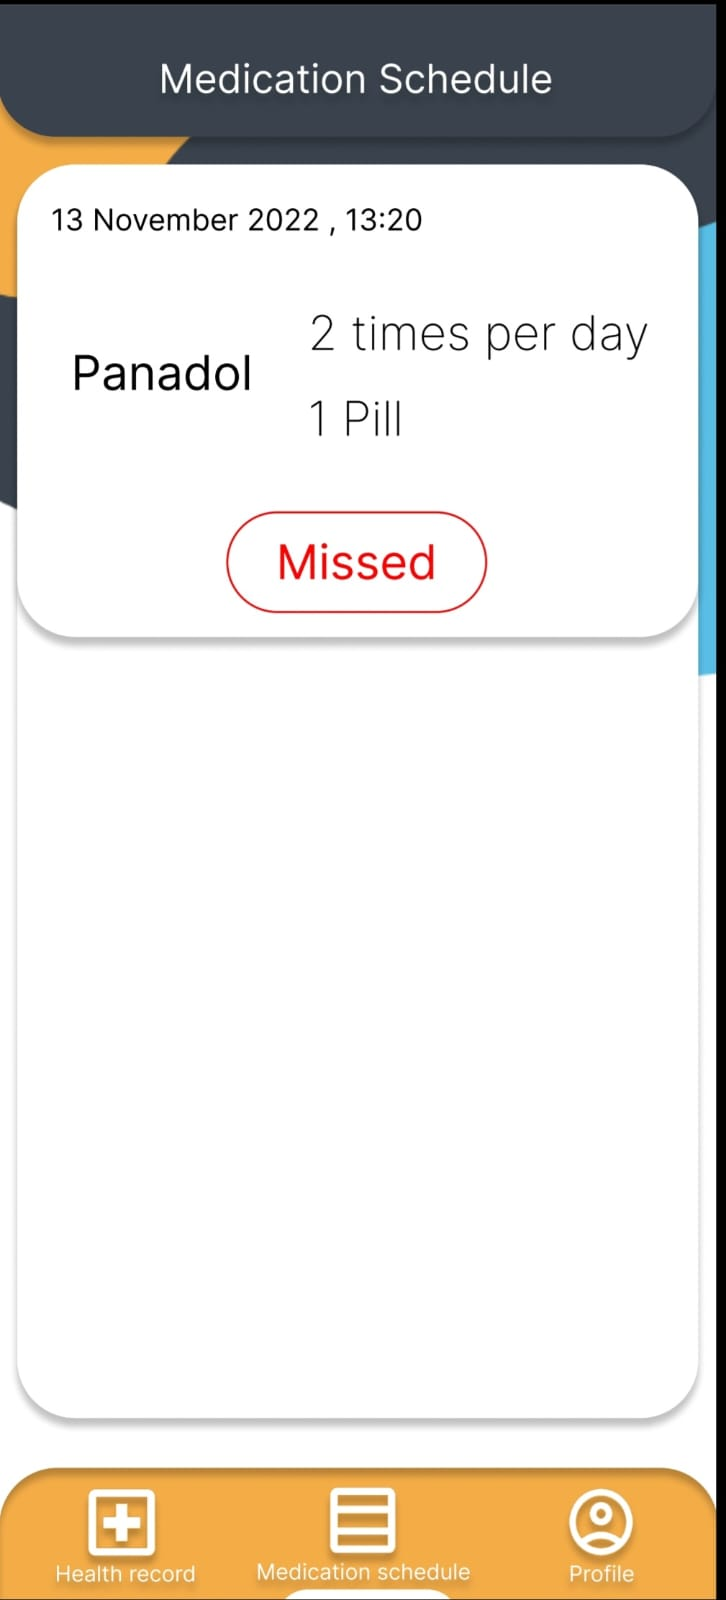 Medication Schedule
13 November 2022 , 13:20
Panadol
2 times per day
1 Pill
Missed
Health record
Medication schedule
Profile